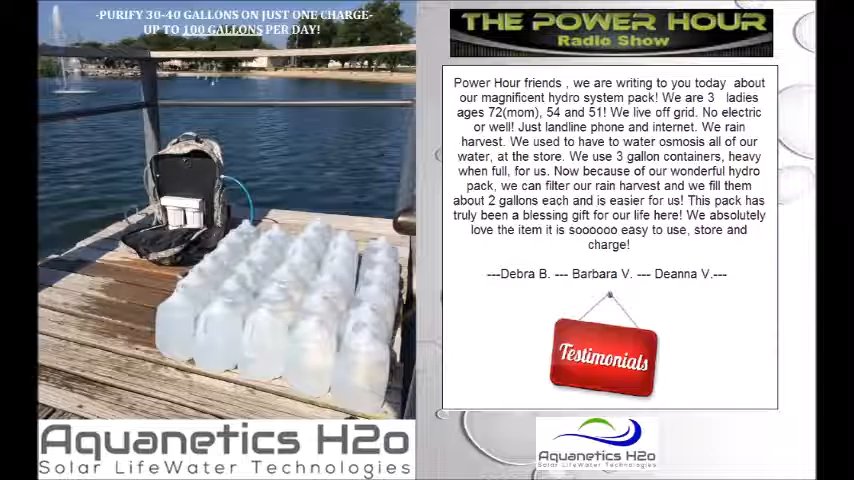 -PURIFY 30-40 GALLONS ON JUST ONE CHARGE-
UP TO 100 GALLONS PER DAY!
Aquanetics H2o
Solar LifeWater Technologies
THE POWER HOUR
Radio Show
Power Hour friends , we are writing to you today about
our magnificent hydro system pack! We are 3 ladies
ages 72(mom), 54 and 51! We live off grid. No electric
or well! Just landline phone and internet. We rain
harvest. We used to have to water osmosis all of our
water, at the store. We use 3 gallon containers, heavy
when full, for us. Now because of our wonderful hydro
pack, we can filter our rain harvest and we fill them
about 2 gallons each and is easier for us! This pack has
truly been a blessing gift for our life here! We absolutely
love the item it is soooooo easy to use, store and
charge!
---Debra B. --- Barbara V. --- Deanna V.---
Testimonials
Aquanetics H2o
Solar LifeWater Technologies